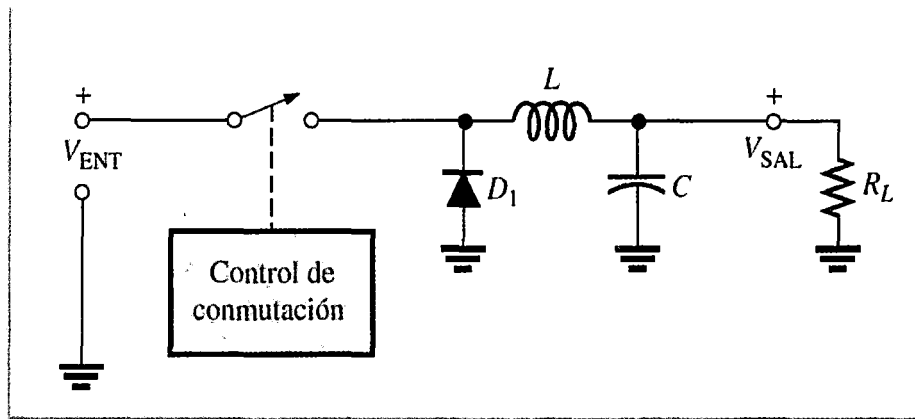 L
+
+
V_ENT
V_SAL
D_1
C
R_L
Control de
conmutación